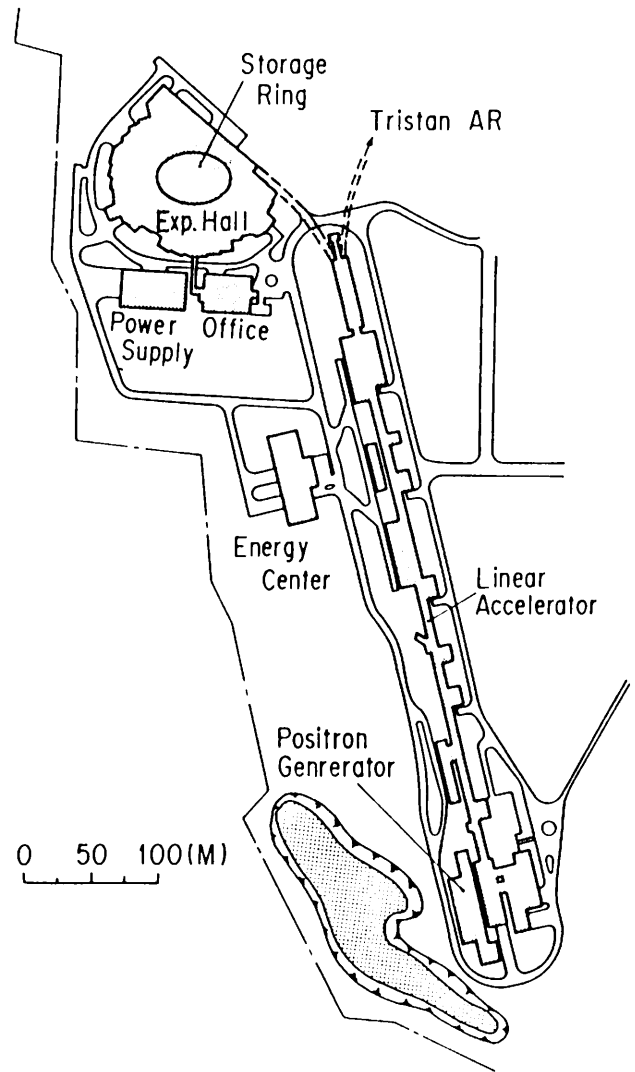 Storage
Ring
Tristan AR
Exp. Hall
Power
Supply
Office
Energy
Center
Linear
Accelerator
Positron
Genrerator
0 50 100(M)